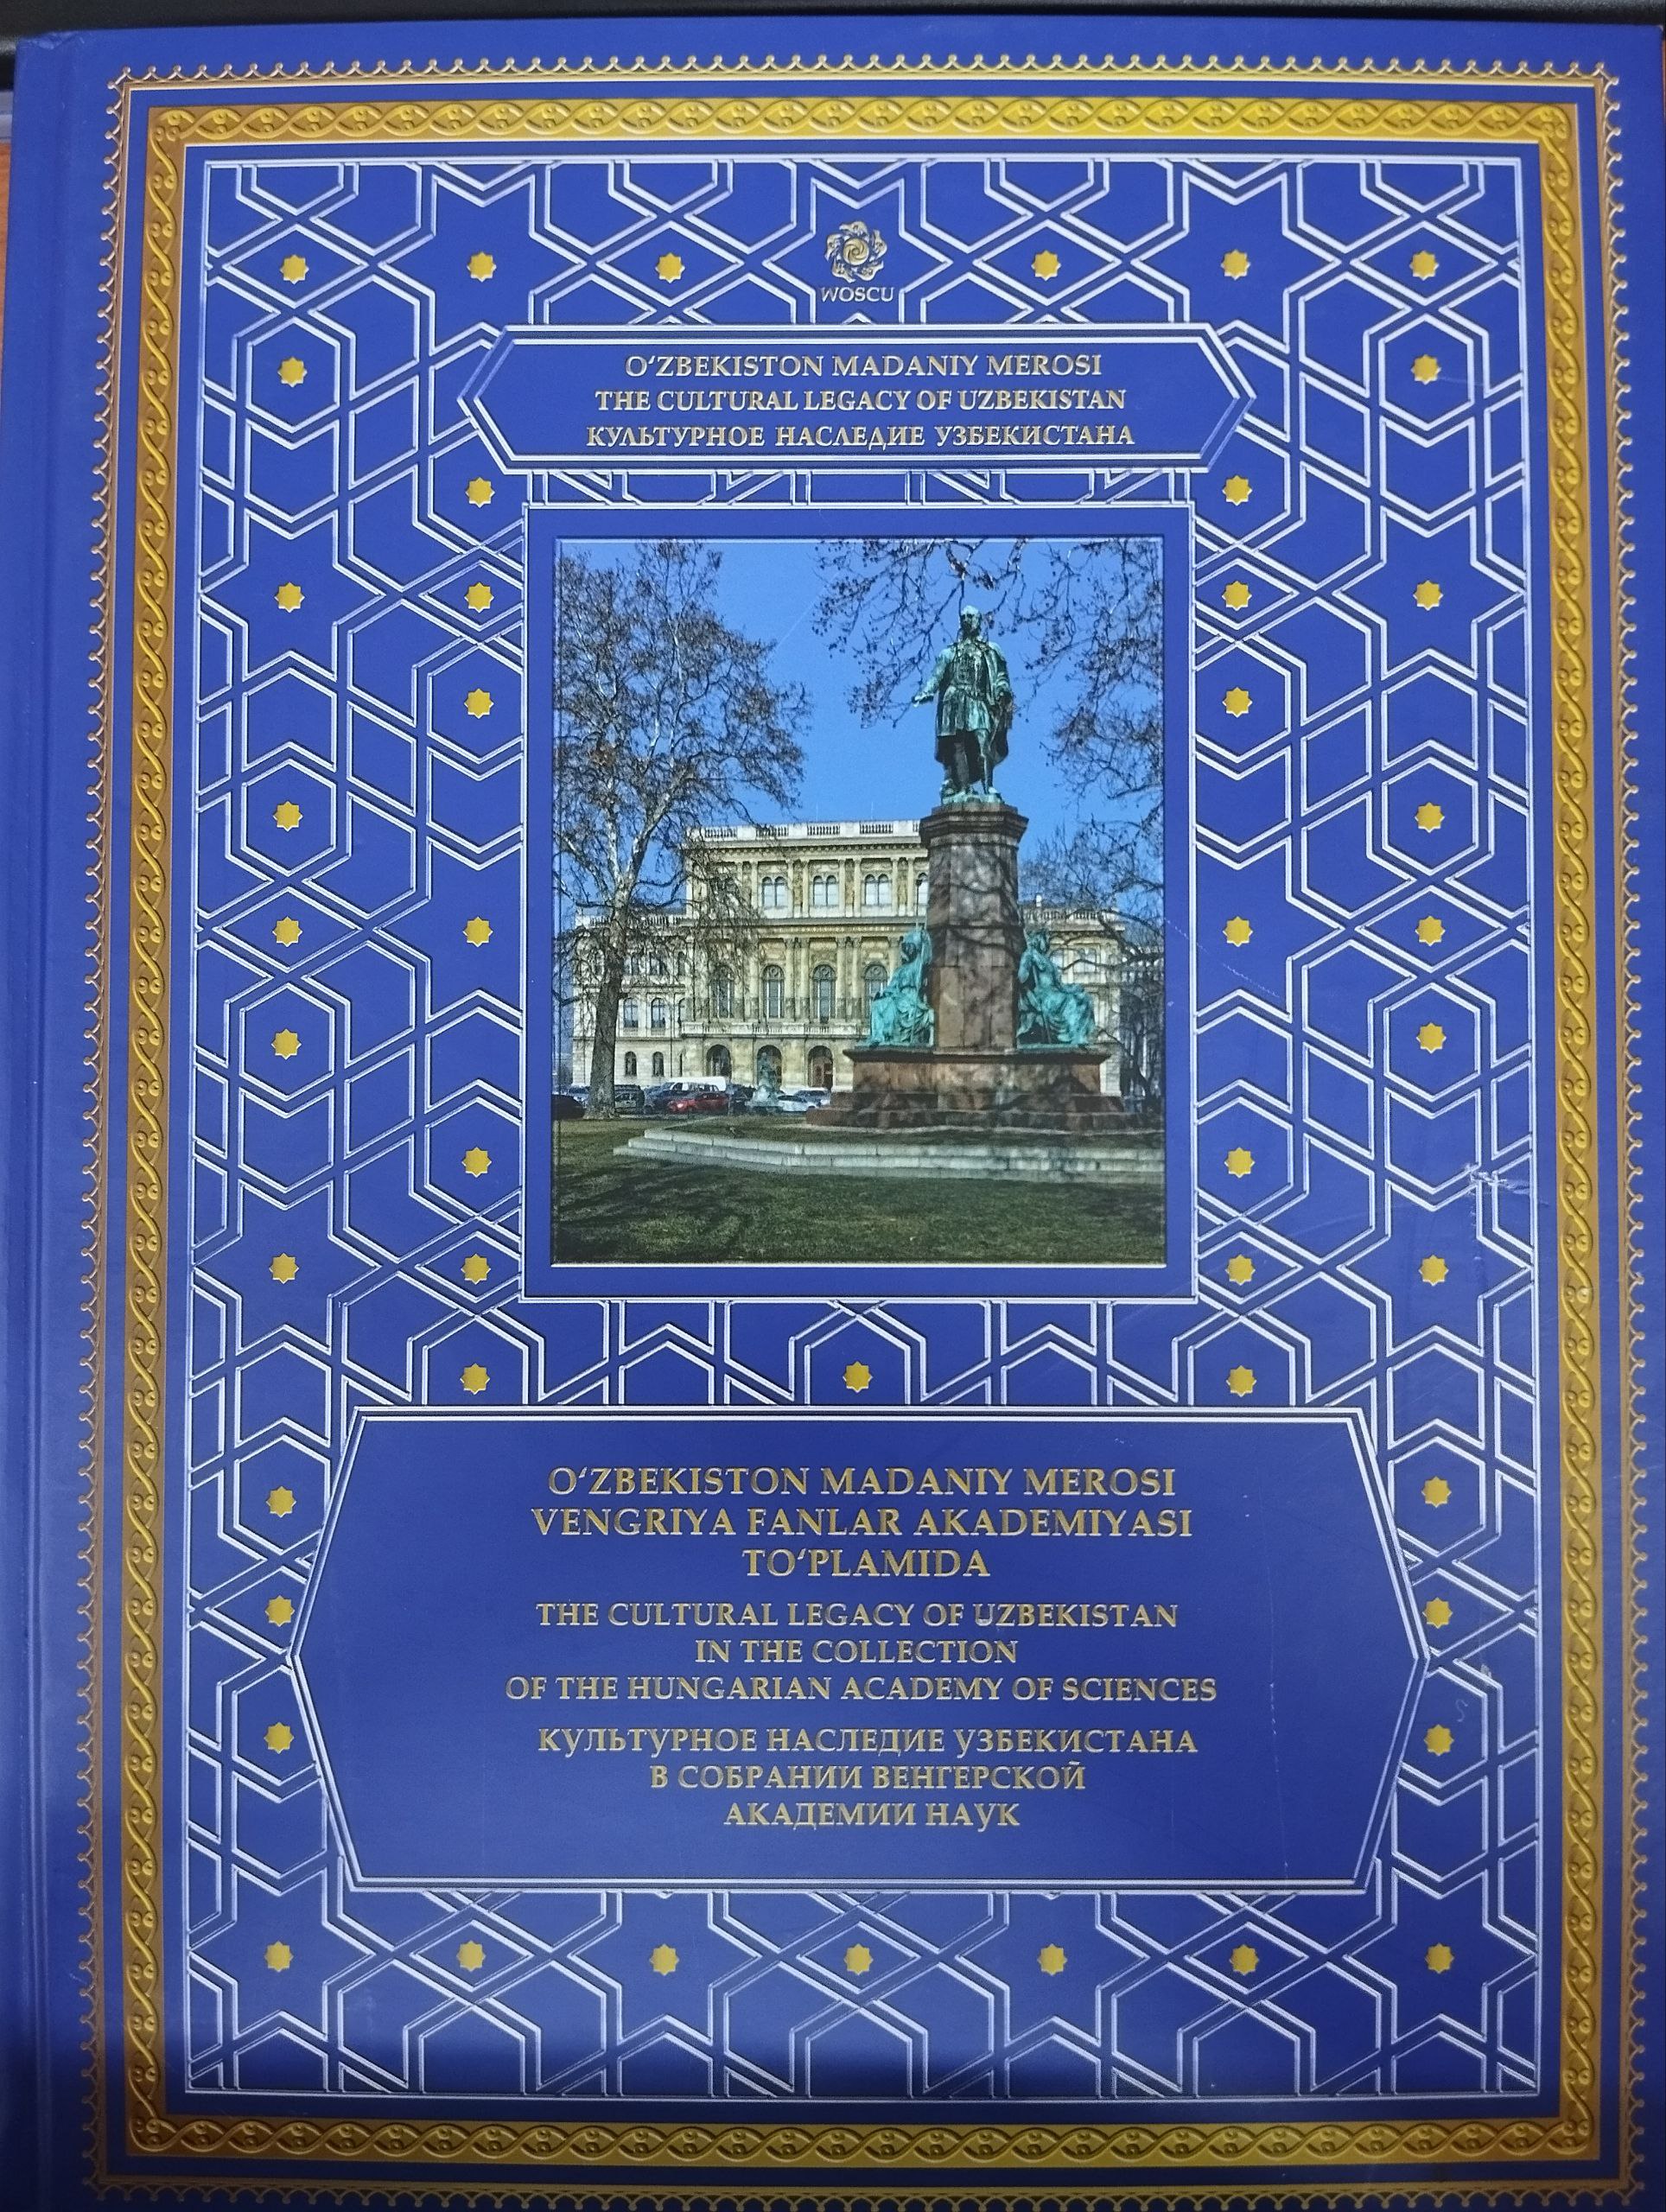 WOSCU
O‘ZBEKISTON MADANIY MEROSI
THE CULTURAL LEGACY OF UZBEKISTAN
КУЛЬТУРНОЕ НАСЛЕДИЕ УЗБЕКИСТАНА
O‘ZBEKISTON MADANIY MEROSI
VENGRIYA FANLAR AKADEMIYASI
TO‘PLAMIDA
THE CULTURAL LEGACY OF UZBEKISTAN
IN THE COLLECTION
OF THE HUNGARIAN ACADEMY OF SCIENCES
КУЛЬТУРНОЕ НАСЛЕДИЕ УЗБЕКИСТАНА
В СОБРАНИИ ВЕНГЕРСКОЙ
АКАДЕМИИ НАУК